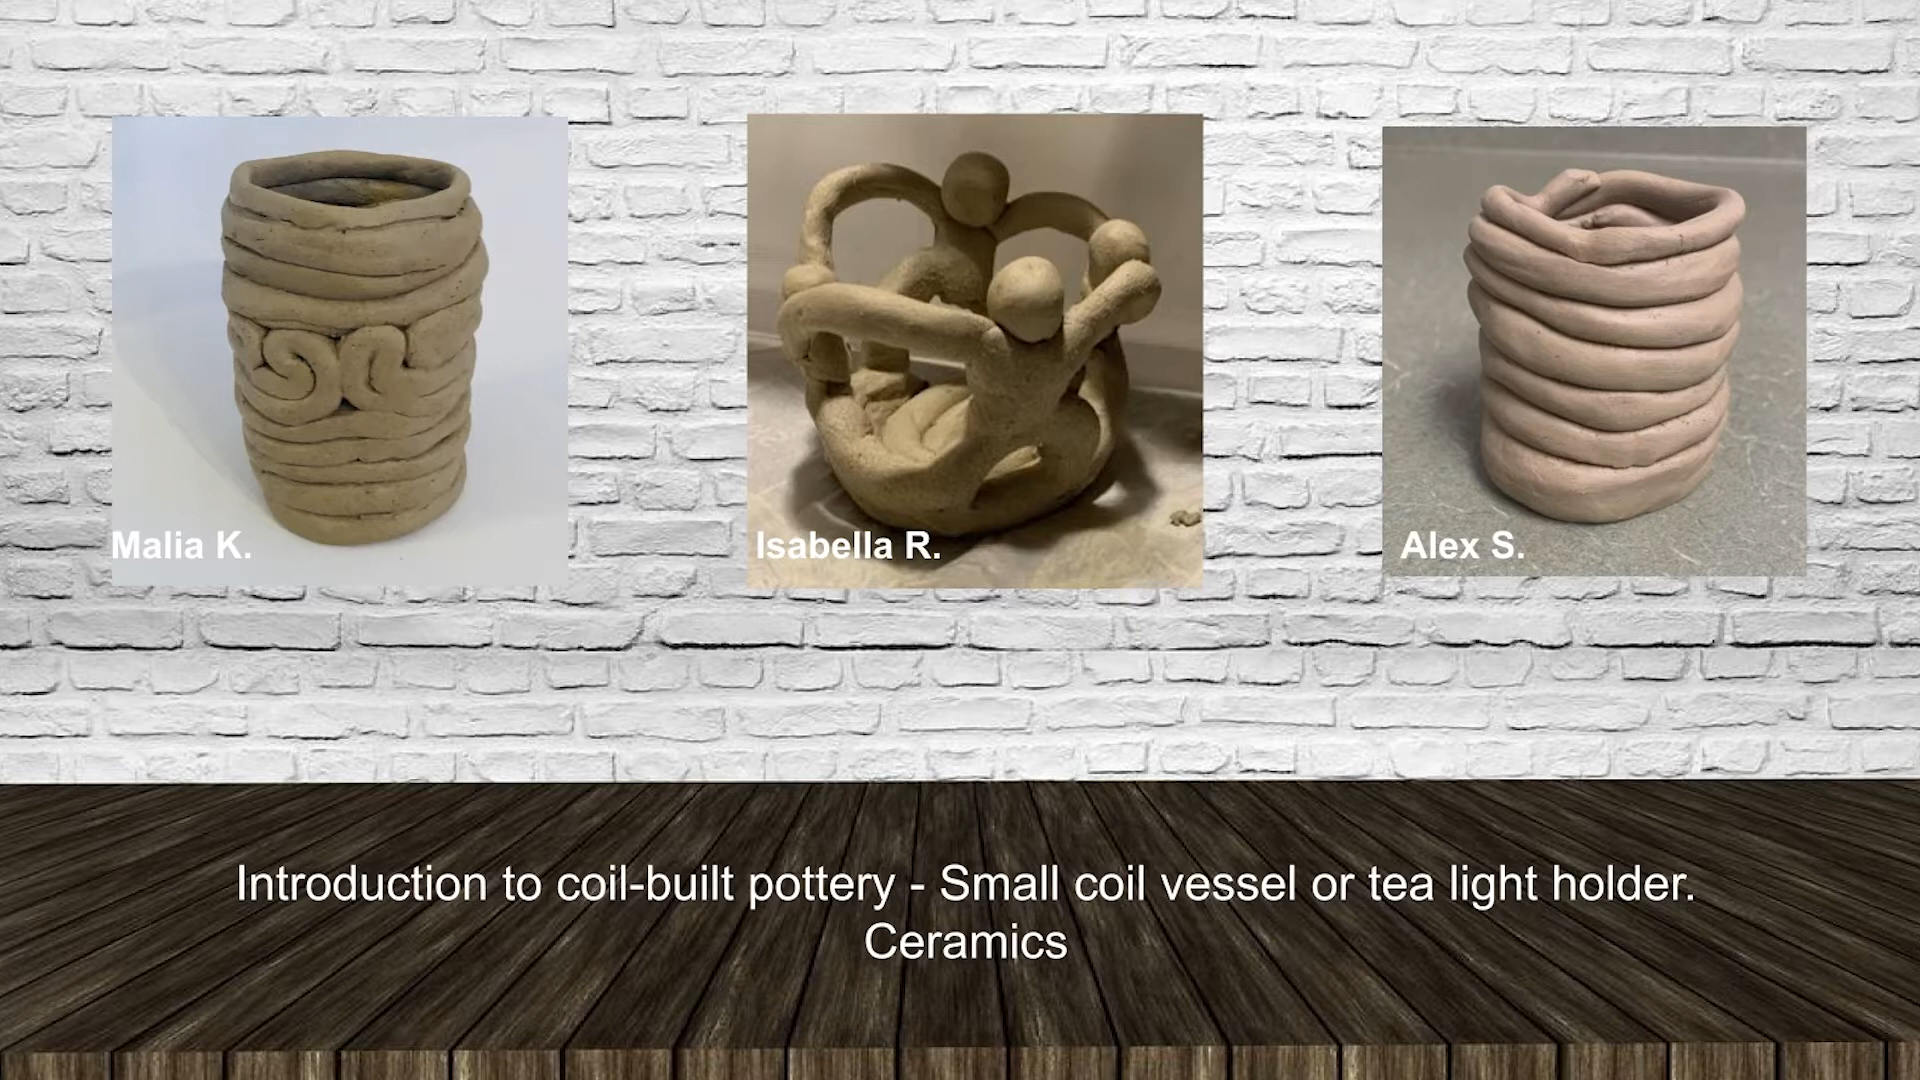 Malia K.
Isabella R.
Alex S.
Introduction to coil-built pottery - Small coil vessel or tea light holder.
Ceramics